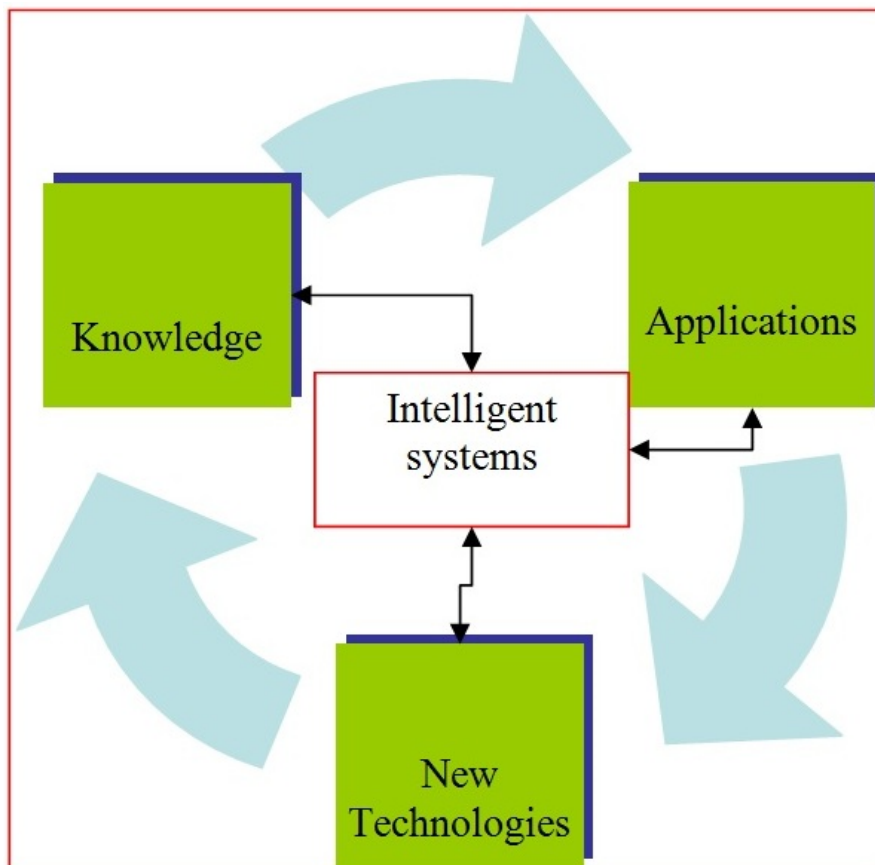 Knowledge
Applications
Intelligent
systems
New
Technologies